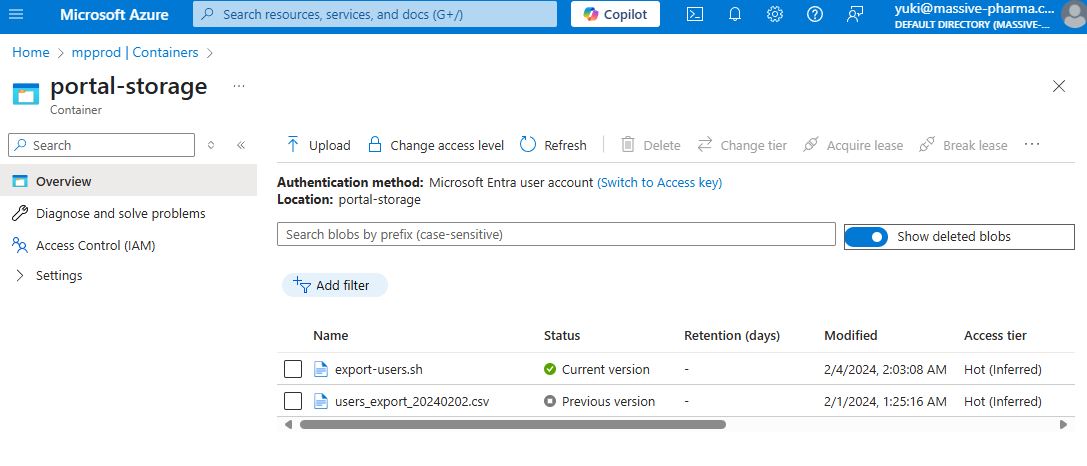 Microsoft Azure
Search resources, services, and docs (G+/)
Copilot
yuki@massive-pharma.c...
DEFAULT DIRECTORY (MASSIVE-...
Home > mpprod | Containers >
portal-storage ...
Container
Search
Overview
Diagnose and solve problems
Access Control (IAM)
Settings
Upload Change access level Refresh Delete Change tier Acquire lease Break lease ...
Authentication method: Microsoft Entra user account (Switch to Access key)
Location: portal-storage
Search blobs by prefix (case-sensitive)
Show deleted blobs
Add filter
Name Status Retention (days) Modified Access tier
export-users.sh Current version - 2/4/2024, 2:03:08 AM Hot (Inferred)
users_export_20240202.csv Previous version - 2/1/2024, 1:25:16 AM Hot (Inferred)